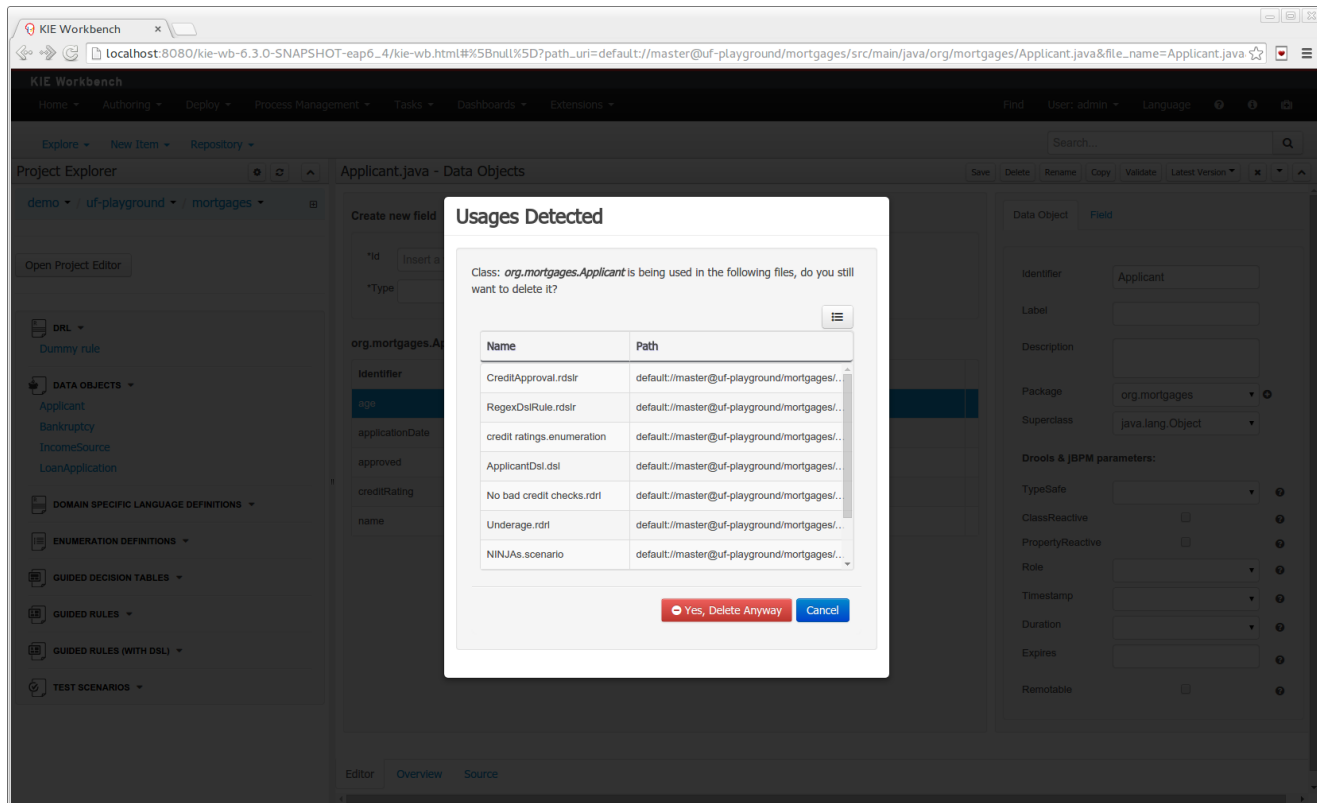 KIE Workbench
localhost:8080/kie-wb-6.3.0-SNAPSHOT-eap6_4/kie-wb.html#%5Bnull%5D?path_uri=default://master@uf-playground/mortgages/src/main/java/org/mortgages/Applicant.java&file_name=Applicant.java
KIE Workbench
Home Authoring Deploy Process Management Tasks Dashboards Extensions Find User: admin Language
Explore New Item Repository Search...
Project Explorer
Applicant.java - Data Objects
Save Delete Rename Copy Validate Latest Version
demo / uf-playground / mortgages
Open Project Editor
DRL
Dummy rule
DATA OBJECTS
Applicant
Bankruptcy
IncomeSource
LoanApplication
DOMAIN SPECIFIC LANGUAGE DEFINITIONS
ENUMERATION DEFINITIONS
GUIDED DECISION TABLES
GUIDED RULES
GUIDED RULES (WITH DSL)
TEST SCENARIOS
Create new field
*Id Insert a
*Type
org.mortgages.Ap
Identifier
age
applicationDate
approved
creditRating
name
Usages Detected
Class: org.mortgages.Applicant is being used in the following files, do you still
want to delete it?
Name Path
CreditApproval.rdslr default://master@uf-playground/mortgages/...
RegexDslRule.rdslr default://master@uf-playground/mortgages/...
credit ratings.enumeration default://master@uf-playground/mortgages/...
ApplicantDsl.dsl default://master@uf-playground/mortgages/...
No bad credit checks.rdrl default://master@uf-playground/mortgages/...
Underage.rdrl default://master@uf-playground/mortgages/...
NINJAs.scenario default://master@uf-playground/mortgages/...
Yes, Delete Anyway Cancel
Data Object Field
Identifier Applicant
Label
Description
Package org.mortgages
Superclass java.lang.Object
Drools & jBPM parameters:
TypeSafe
ClassReactive
PropertyReactive
Role
Timestamp
Duration
Expires
Remotable
Editor Overview Source